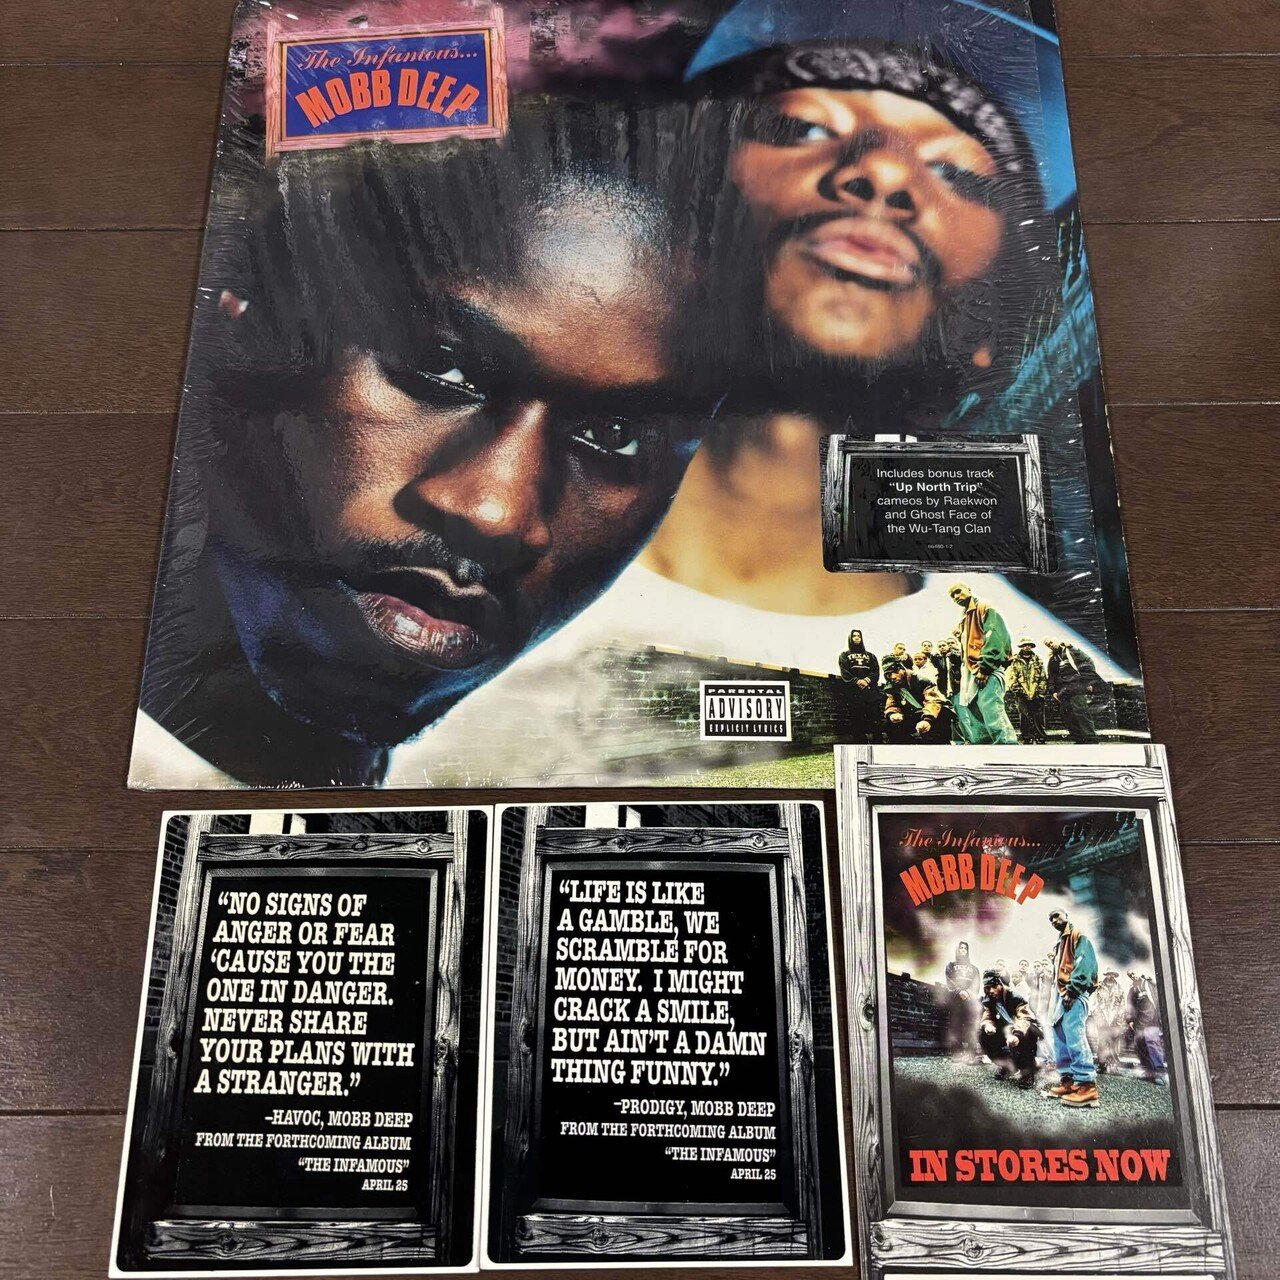 The Infamous...
MOBB DEEP
Includes bonus track
"Up North Trip"
cameos by Raekwon
and Ghost Face of
the Wu-Tang Clan
66480-1-2
TEXAS
PARENTAL
ADVISORY
EXPLICIT LYRICS
"NO SIGNS OF
ANGER OR FEAR
'CAUSE YOU THE
ONE IN DANGER.
NEVER SHARE
YOUR PLANS WITH
A STRANGER."
-HAVOC, MOBB DEEP
FROM THE FORTHCOMING ALBUM
"THE INFAMOUS"
APRIL 25
"LIFE IS LIKE
A GAMBLE, WE
SCRAMBLE FOR
MONEY. I MIGHT
CRACK A SMILE,
BUT AIN'T A DAMN
THING FUNNY."
-PRODIGY, MOBB DEEP
FROM THE FORTHCOMING ALBUM
"THE INFAMOUS"
APRIL 25
The Infamous...
MOBB DEEP
IN STORES NOW